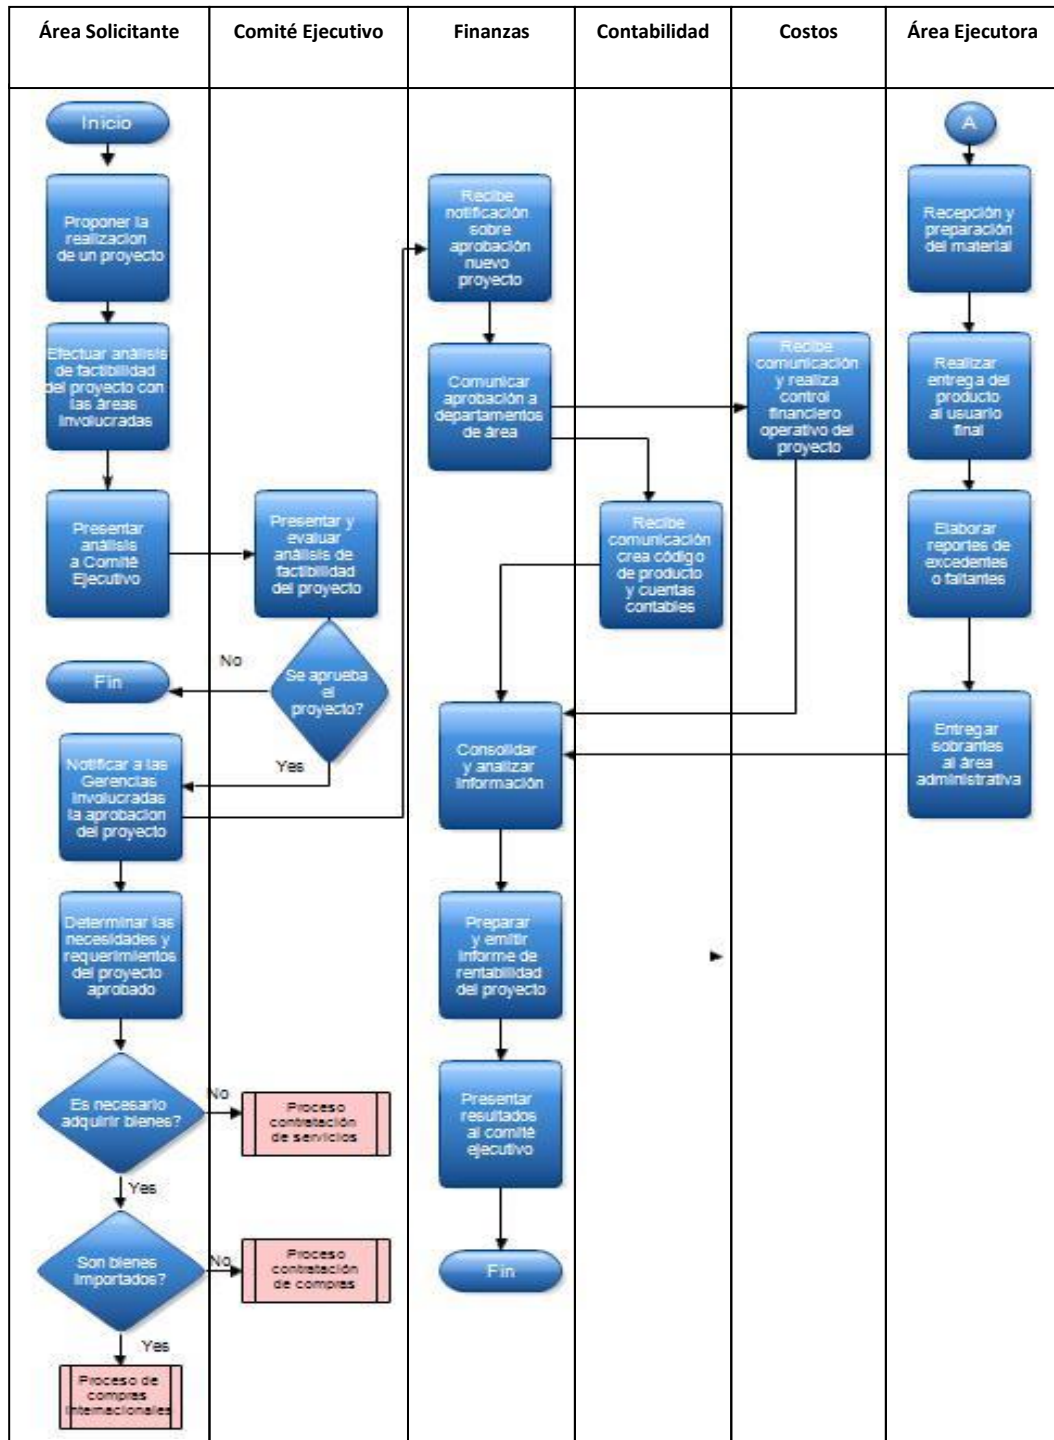 Área Solicitante
Comité Ejecutivo
Finanzas
Contabilidad
Costos
Área Ejecutora
Inicio
Proponer la
realizacion
de un proyecto
Efectuar análisis
de factibilidad
del proyecto con
las áreas
involucradas
Presentar
análisis
a Comité
Ejecutivo
Fin
Notificar a las
Gerencias
involucradas
la aprobacion
del proyecto
Determinar las
necesidades y
requerimientos
del proyecto
aprobado
Es necesario
adquirir bienes?
Yes
Son bienes
importados?
Yes
Proceso de
compras
internacionales
Presentar y
evaluar
análisis de
factibilidad
del proyecto
No
Se aprueba
el
proyecto?
Yes
No
Proceso
contratación
de servicios
No
Proceso
contratación
de compras
Recibe
notificación
sobre
aprobación
nuevo
proyecto
Comunicar
aprobación a
departamentos
de área
Consolidar
y analizar
información
Preparar
y emitir
informe de
rentabilidad
del proyecto
Presentar
resultados
al comité
ejecutivo
Fin
Recibe
comunicación
crea código
de producto
y cuentas
contables
Recibe
comunicación
y realiza
control
financiero
operativo del
proyecto
A
Recepción y
preparación
del material
Realizar
entrega del
producto
al usuario
final
Elaborar
reportes de
excedentes
o faltantes
Entregar
sobrantes
al área
administrativa